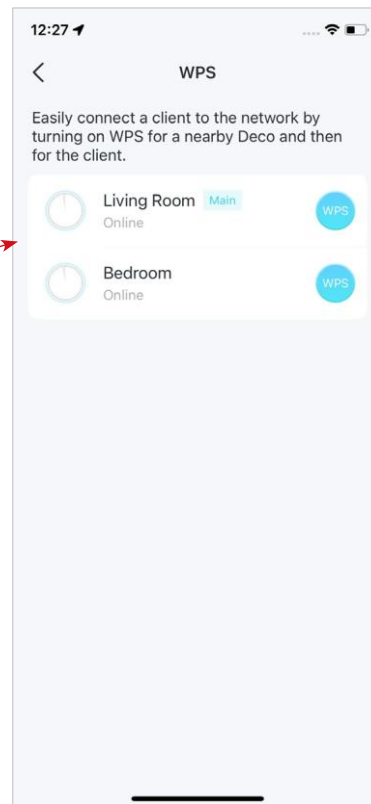 12:27
WPS
Easily connect a client to the network by
turning on WPS for a nearby Deco and then
for the client.
Living Room Main
Online
WPS
Bedroom
Online
WPS